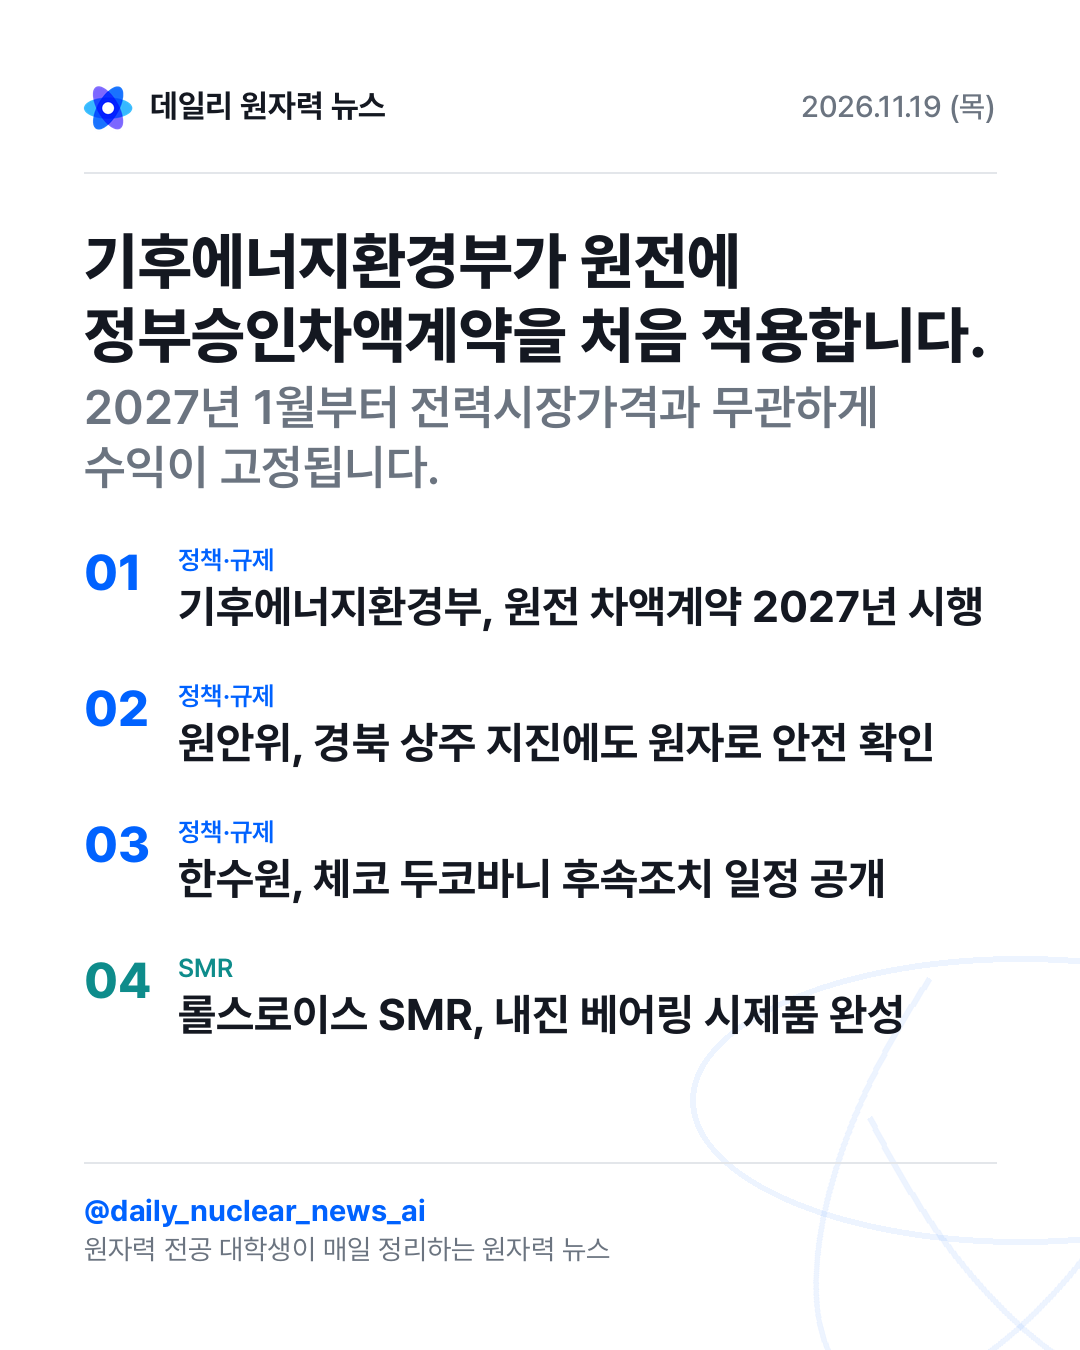 데일리 원자력 뉴스
2026.11.19 (목)
기후에너지환경부가 원전에
정부승인차액계약을 처음 적용합니다.
2027년 1월부터 전력시장가격과 무관하게
수익이 고정됩니다.
01
정책·규제
기후에너지환경부, 원전 차액계약 2027년 시행
02
정책·규제
원안위, 경북 상주 지진에도 원자로 안전 확인
03
정책·규제
한수원, 체코 두코바니 후속조치 일정 공개
04
SMR
롤스로이스 SMR, 내진 베어링 시제품 완성
@daily_nuclear_news_ai
원자력 전공 대학생이 매일 정리하는 원자력 뉴스